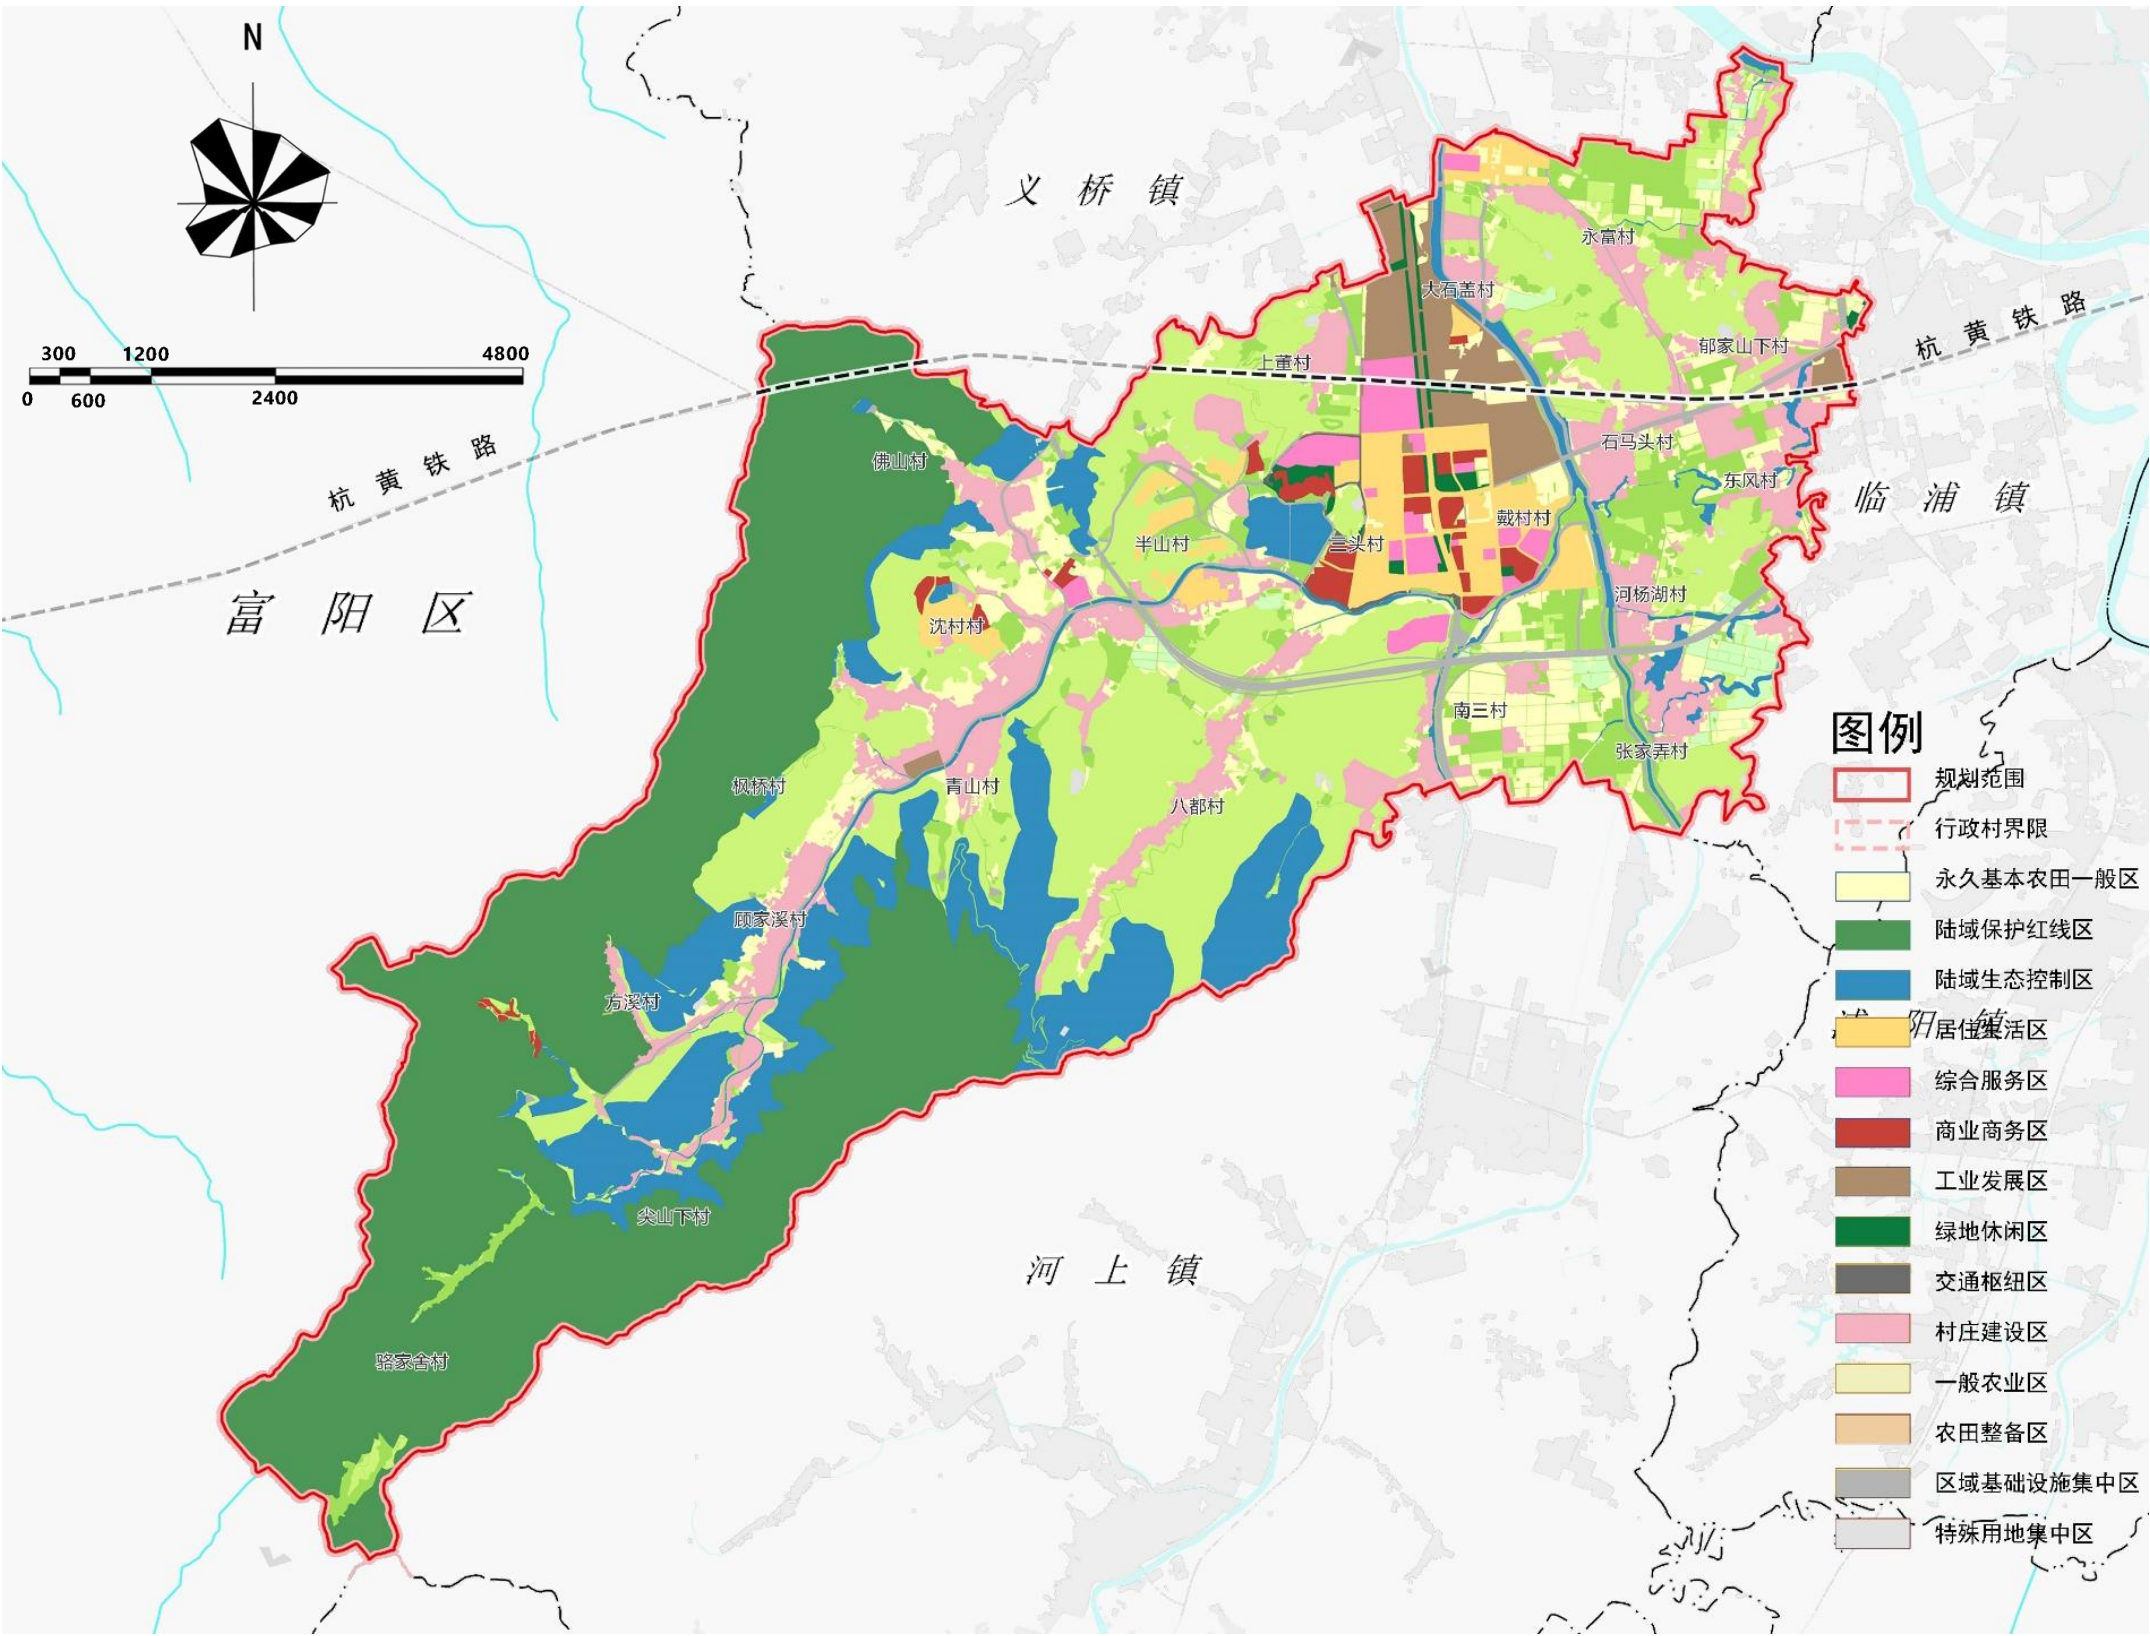 N
义桥镇
永富村
大石盖村
300 1200 4800
0 600 2400
上董村
郁家山下村
杭黄铁路
杭黄铁路
佛山村
石马头村
东风村
临浦镇
半山村
三头村
戴村村
富阳区
沈村村
河杨湖村
南三村
张家弄村
枫桥村
青山村
八都村
顾家溪村
方溪村
尖山下村
河上镇
骆家舍村
浦阳镇
图例
规划范围
行政村界限
永久基本农田一般区
陆域保护红线区
陆域生态控制区
居住生活区
综合服务区
商业商务区
工业发展区
绿地休闲区
交通枢纽区
村庄建设区
一般农业区
农田整备区
区域基础设施集中区
特殊用地集中区